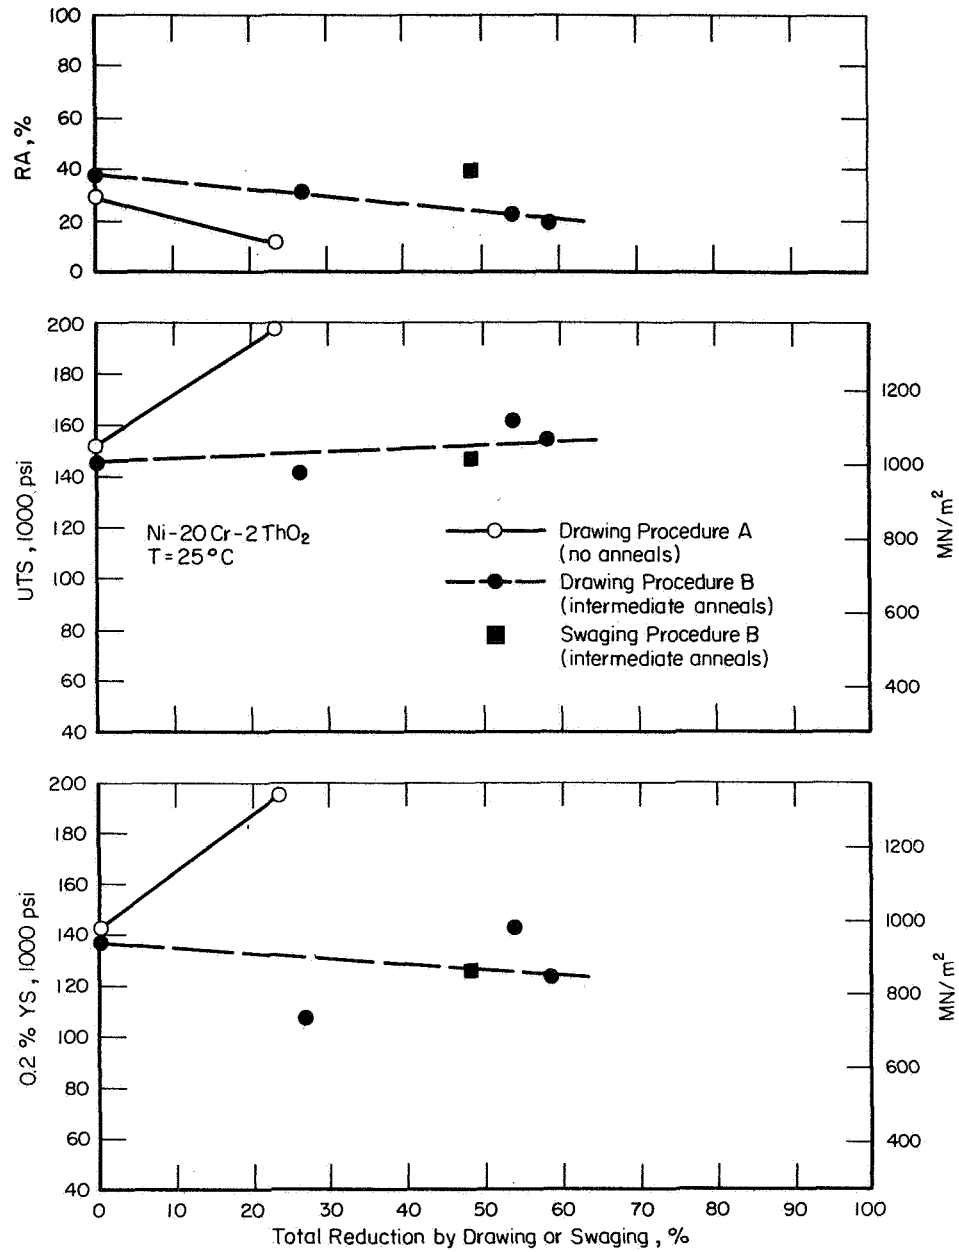 100
80
60
40
20
0
RA, %
200
180
160
140
120
100
80
60
40
UTS, 1000 psi
1200
1000
800
600
400
MN/m²
Ni-20Cr-2ThO₂
T=25°C
Drawing Procedure A
(no anneals)
Drawing Procedure B
(intermediate anneals)
Swaging Procedure B
(intermediate anneals)
200
180
160
140
120
100
80
60
40
0.2 % YS, 1000 psi
1200
1000
800
600
400
MN/m²
0 10 20 30 40 50 60 70 80 90 100
Total Reduction by Drawing or Swaging, %